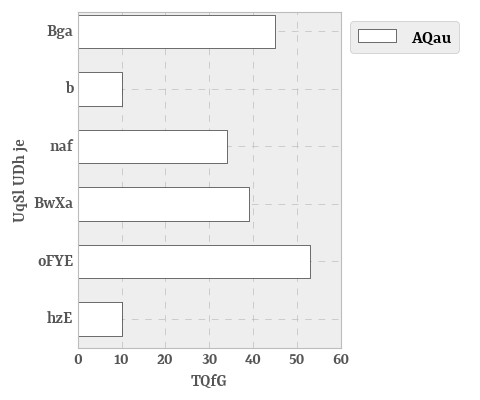 Bga
b
naf
BwXa
oFYE
hzE
UqSl UDh je
0 10 20 30 40 50 60
TQfG
AQau